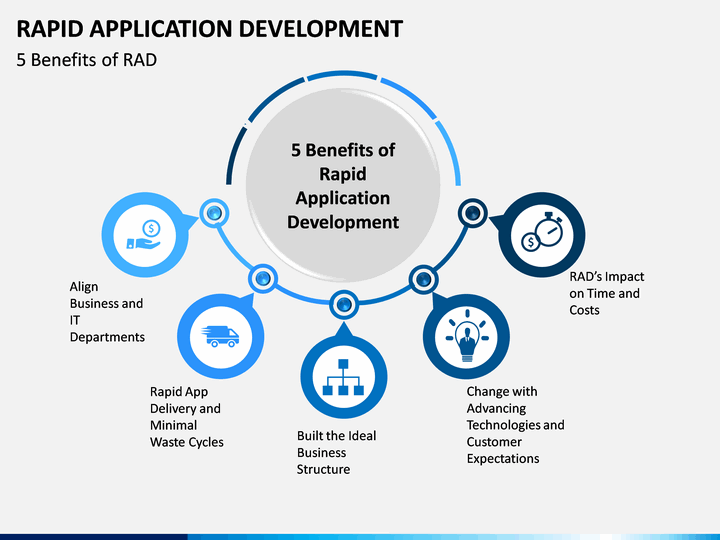 RAPID APPLICATION DEVELOPMENT
5 Benefits of RAD
5 Benefits of
Rapid
Application
Development
$
Align
Business and
IT
Departments
Rapid App
Delivery and
Minimal
Waste Cycles
Built the Ideal
Business
Structure
Change with
Advancing
Technologies and
Customer
Expectations
$
RAD's Impact
on Time and
Costs